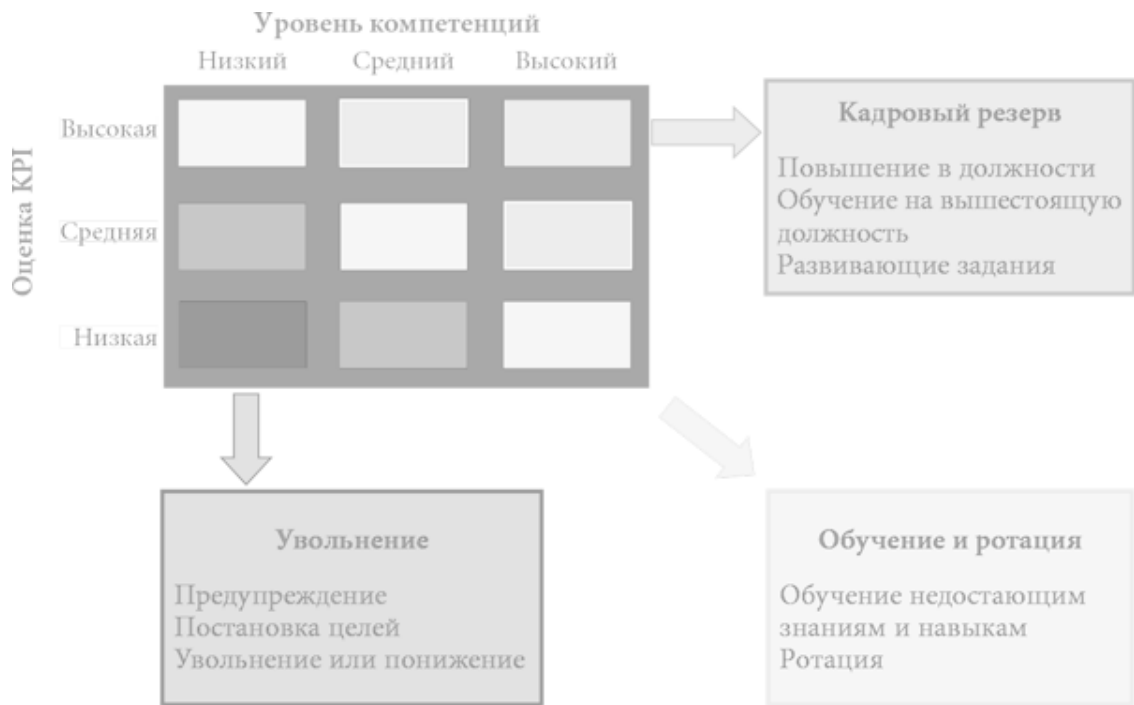 Уровень компетенций
Низкий Средний Высокий
Оценка KPI
Высокая
Средняя
Низкая
Кадровый резерв
Повышение в должности
Обучение на вышестоящую
должность
Развивающие задания
Увольнение
Предупреждение
Постановка целей
Увольнение или понижение
Обучение и ротация
Обучение недостающим
знаниям и навыкам
Ротация